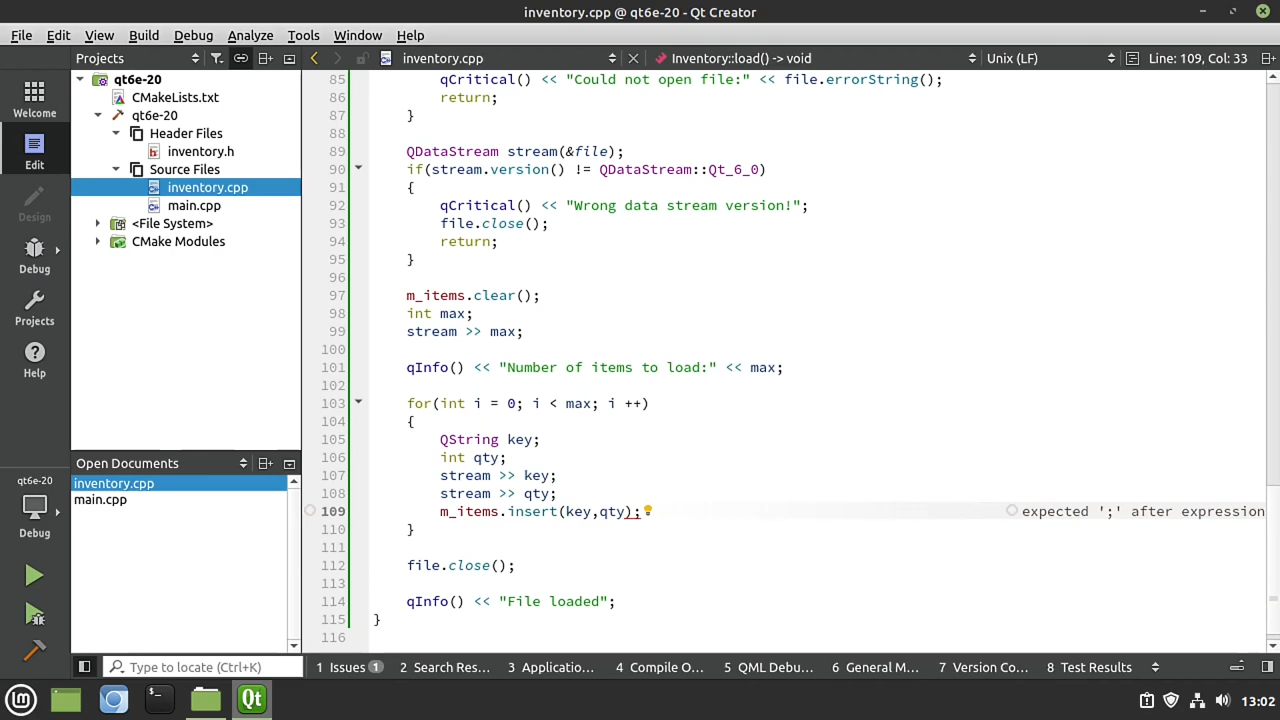 inventory.cpp @ qt6e-20 - Qt Creator
File Edit View Build Debug Analyze Tools Window Help
Projects inventory.cpp Inventory::load() -> void Unix (LF) Line: 109, Col: 33
Welcome
Edit
Design
Debug
Projects
Help
qt6e-20
Debug
qt6e-20
CMakeLists.txt
qt6e-20
Header Files
inventory.h
Source Files
inventory.cpp
main.cpp
<File System>
CMake Modules
Open Documents
inventory.cpp
main.cpp
85 qCritical() << "Could not open file:" << file.errorString();
86 return;
87 }
88
89 QDataStream stream(&file);
90 if(stream.version() != QDataStream::Qt_6_0)
91 {
92 qCritical() << "Wrong data stream version!";
93 file.close();
94 return;
95 }
96
97 m_items.clear();
98 int max;
99 stream >> max;
100
101 qInfo() << "Number of items to load:" << max;
102
103 for(int i = 0; i < max; i ++)
104 {
105 QString key;
106 int qty;
107 stream >> key;
108 stream >> qty;
109 m_items.insert(key,qty); expected ';' after expression
110 }
111
112 file.close();
113
114 qInfo() << "File loaded";
115 }
116
Type to locate (Ctrl+K) 1 Issues 1 2 Search Res... 3 Applicatio... 4 Compile O... 5 QML Debu... 6 General M... 7 Version Co... 8 Test Results
Qt 13:02